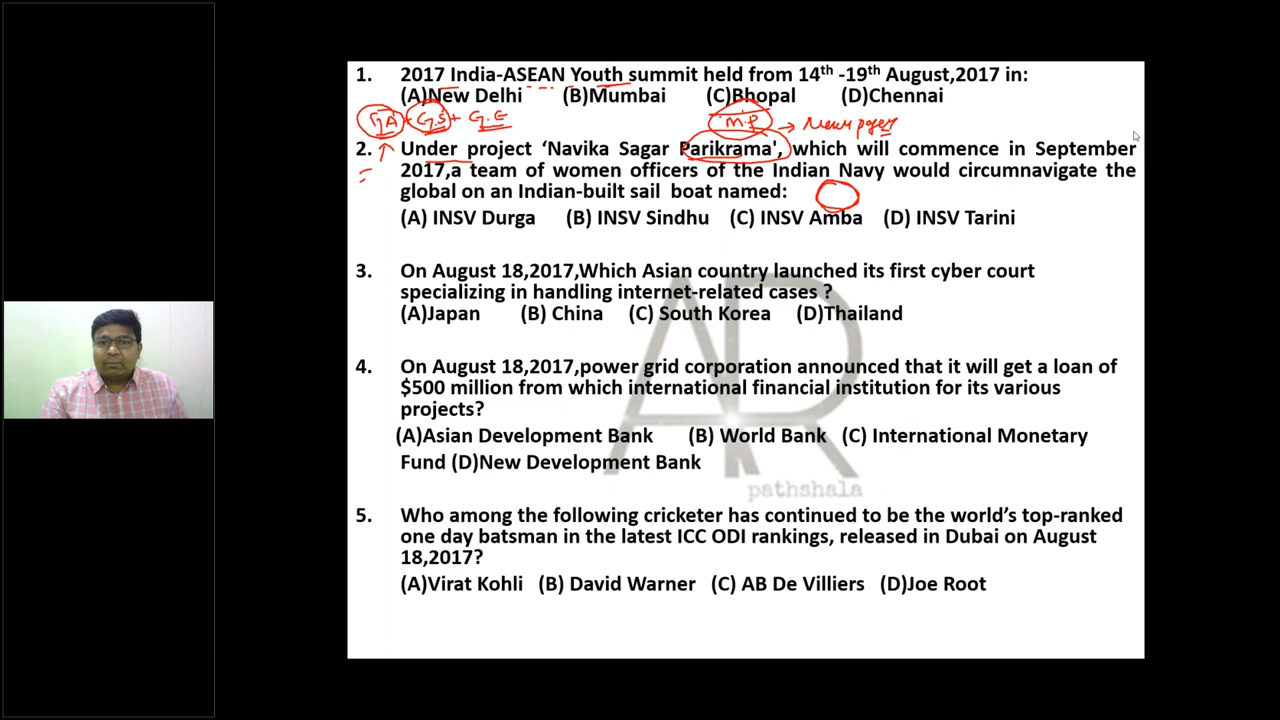 1. 2017 India-ASEAN Youth summit held from 14th -19th August,2017 in:
(A)New Delhi (B)Mumbai (C)Bhopal (D)Chennai
G.A + G.S + G.E M.P → Newspaper
2. Under project ‘Navika Sagar Parikrama', which will commence in September
2017,a team of women officers of the Indian Navy would circumnavigate the
global on an Indian-built sail boat named:
(A) INSV Durga (B) INSV Sindhu (C) INSV Amba (D) INSV Tarini
3. On August 18,2017,Which Asian country launched its first cyber court
specializing in handling internet-related cases ?
(A)Japan (B) China (C) South Korea (D)Thailand
4. On August 18,2017,power grid corporation announced that it will get a loan of
$500 million from which international financial institution for its various
projects?
(A)Asian Development Bank (B) World Bank (C) International Monetary
Fund (D)New Development Bank
AR
pathshala
5. Who among the following cricketer has continued to be the world’s top-ranked
one day batsman in the latest ICC ODI rankings, released in Dubai on August
18,2017?
(A)Virat Kohli (B) David Warner (C) AB De Villiers (D)Joe Root